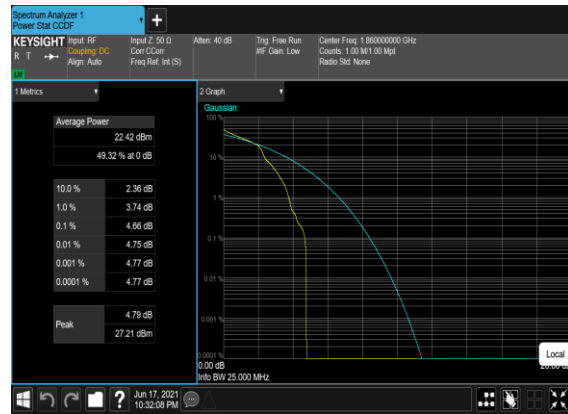 Spectrum Analyzer 1
Power Stat CCDF
+
KEYSIGHT
R T
LXI
Input: RF
Coupling: DC
Align: Auto
Input Z: 50 Ω
Corr CCorr
Freq Ref: Int (S)
Atten: 40 dB
Trig: Free Run
#IF Gain: Low
Center Freq: 1.860000000 GHz
Counts: 1.00 M/1.00 Mpt
Radio Std: None
1 Metrics
Average Power
22.42 dBm
49.32 % at 0 dB
10.0 % 2.36 dB
1.0 % 3.74 dB
0.1 % 4.66 dB
0.01 % 4.75 dB
0.001 % 4.77 dB
0.0001 % 4.77 dB
Peak
4.79 dB
27.21 dBm
2 Graph
Gaussian
100 %
10 %
1 %
0.1 %
0.01 %
0.001 %
0.0001 %
0.00 dB
Info BW 25.000 MHz
Local
?
Jun 17, 2021
10:32:08 PM